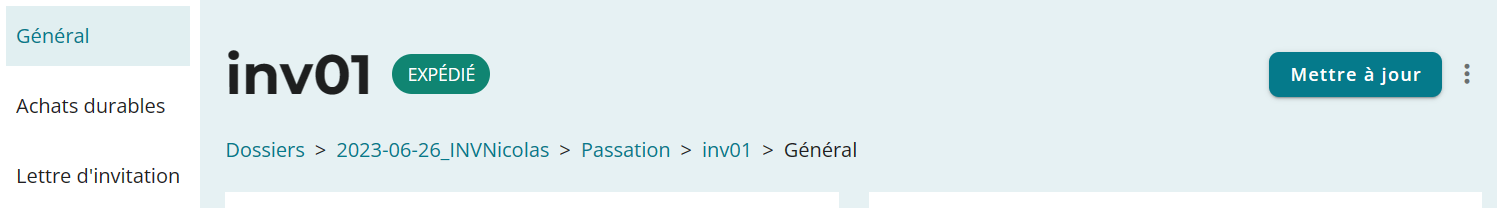 Général
Achats durables
Lettre d'invitation
inv01 EXPÉDIÉ
Mettre à jour
Dossiers > 2023-06-26_INVNicolas > Passation > inv01 > Général